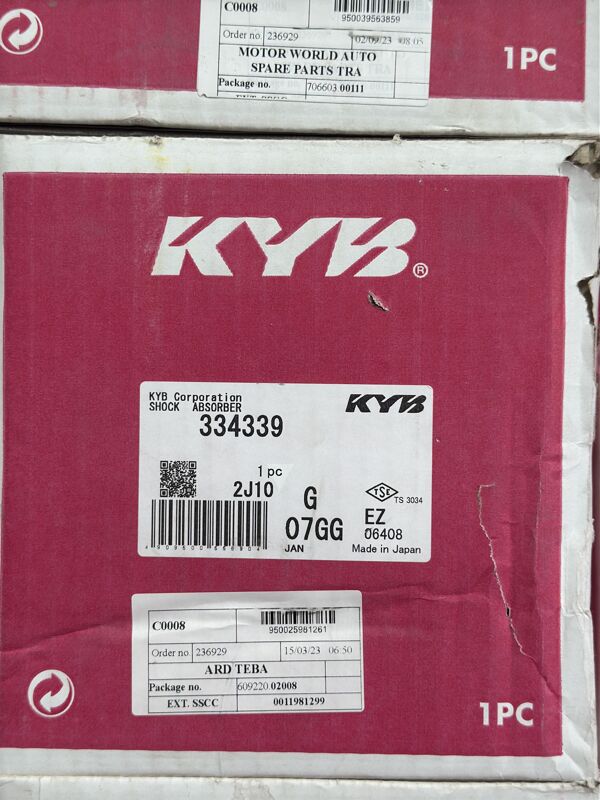 C0008
950039563859
Order no. 236929
02/09/23 08:05
MOTOR WORLD AUTO
SPARE PARTS TRA
Package no.
706603.00111
1PC
KYB®
KYB Corporation
SHOCK ABSORBER
KYB
334339
1 pc
2J10
G
TSE
TS 3034
07GG
EZ
06408
JAN
Made in Japan
C0008
950025981261
Order no. 236929
15/03/23 06:50
ARD TEBA
Package no.
609220.02008
EXT. SSCC
0011981299
1PC